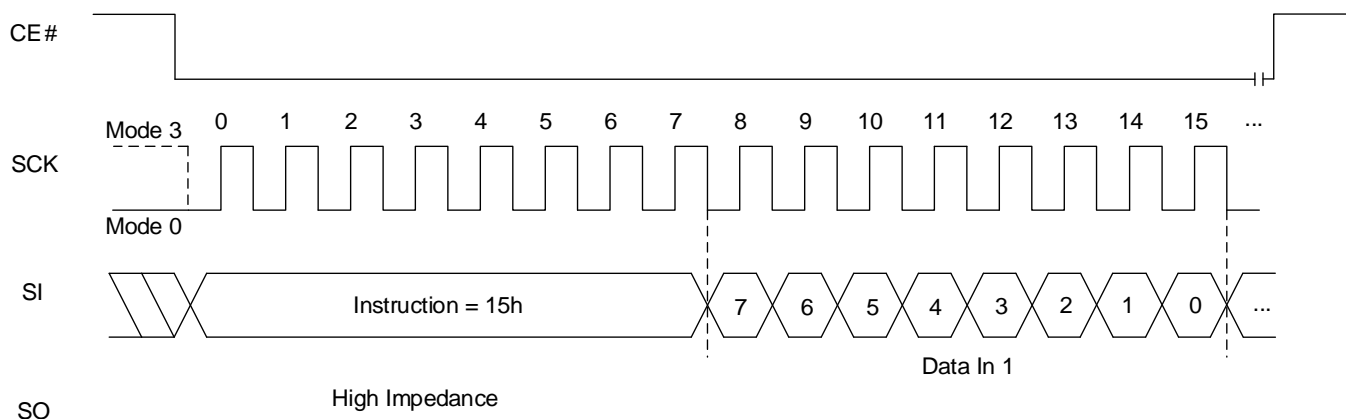 CE#
Mode 3 0 1 2 3 4 5 6 7 8 9 10 11 12 13 14 15 ...
SCK
Mode 0
SI Instruction = 15h 7 6 5 4 3 2 1 0 ...
Data In 1
High Impedance
SO